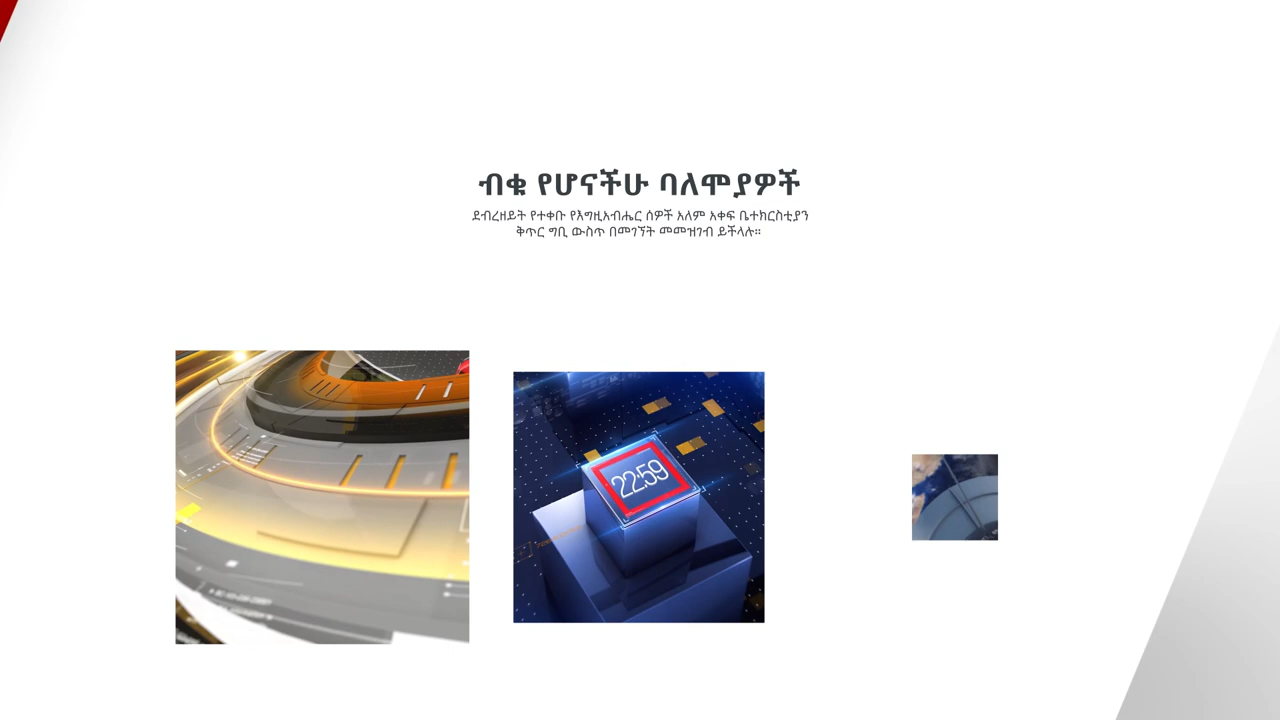 ብቁ የሆናችሁ ባለሞያዎች
ደብረዘይት የተቀቡ የእግዚአብሔር ሰዎች አለም አቀፍ ቤተክርስቲያን
ቅጥር ግቢ ውስጥ በመገኘት መመዝገብ ይችላሉ።
22:59